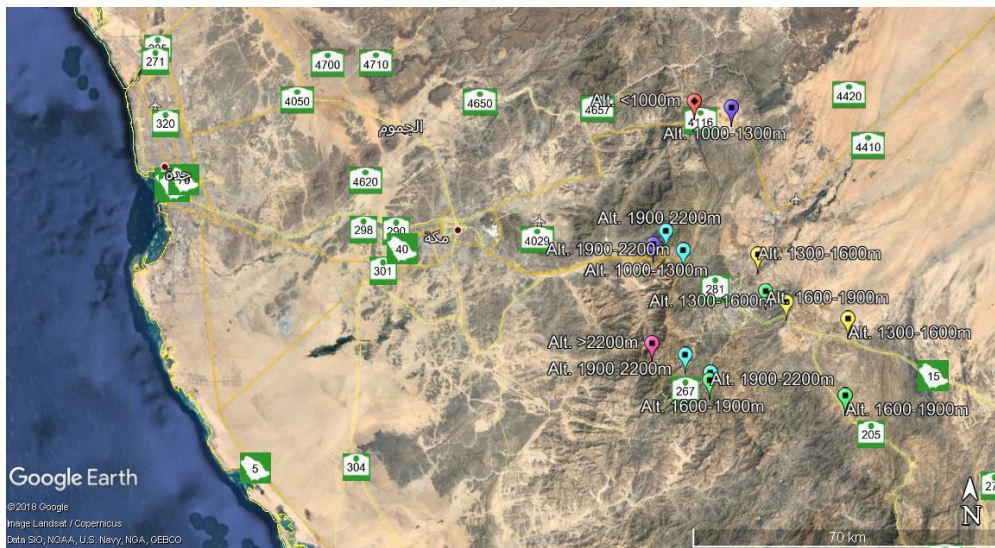 285
271
4700
4710
4050
4650
4657
Alt. <1000m
4116
Alt. 1000-1300m
4420
4410
320
الجموم
جدة
4620
298
290
40
301
مكة
4029
Alt. 1900-2200m
Alt. 1900-2200m
Alt. 1000-1300m
Alt. 1300-1600m
281
Alt. 1300-1600m
Alt. 1600-1900m
Alt. 1300-1600m
Alt. >2200m
Alt. 1900-2200m
Alt. 1900-2200m
267
Alt. 1600-1900m
Alt. 1600-1900m
15
205
5
304
Google Earth
©2018 Google
Image Landsat / Copernicus
Data SIO, NOAA, U.S. Navy, NGA, GEBCO
N
70 km